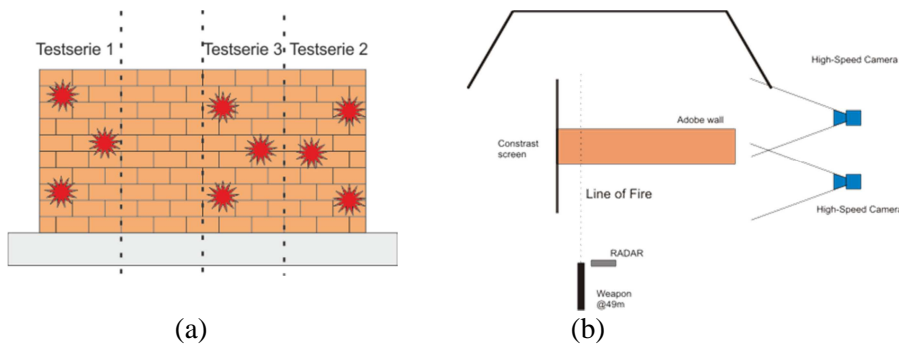 Testserie 1
Testserie 3
Testserie 2
(a)
High-Speed Camera
Adobe wall
Constrast
screen
Line of Fire
High-Speed Camera
RADAR
Weapon
@49m
(b)